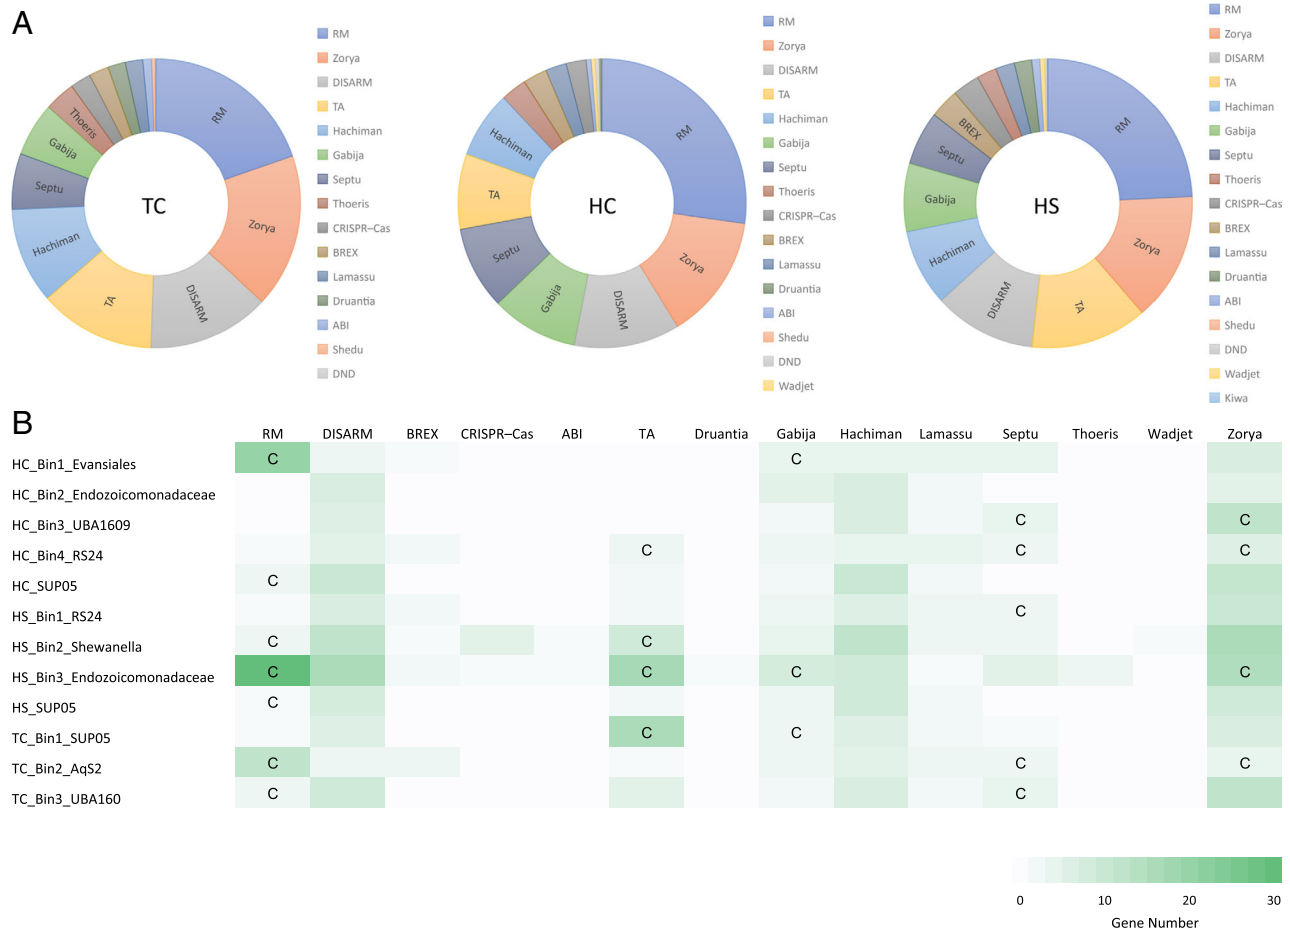 A
TC
RM
Zorya
DISARM
TA
Hachiman
Septu
Gabija
Thoeris
RM
Zorya
DISARM
TA
Hachiman
Gabija
Septu
Thoeris
CRISPR–Cas
BREX
Lamassu
Druantia
ABI
Shedu
DND
HC
RM
Zorya
DISARM
Gabija
Septu
TA
Hachiman
RM
Zorya
DISARM
TA
Hachiman
Gabija
Septu
Thoeris
CRISPR–Cas
BREX
Lamassu
Druantia
ABI
Shedu
DND
Wadjet
HS
RM
Zorya
TA
DISARM
Hachiman
Gabija
Septu
BREX
RM
Zorya
DISARM
TA
Hachiman
Gabija
Septu
Thoeris
CRISPR–Cas
BREX
Lamassu
Druantia
ABI
Shedu
DND
Wadjet
Kiwa
B
RM DISARM BREX CRISPR–Cas ABI TA Druantia Gabija Hachiman Lamassu Septu Thoeris Wadjet Zorya
HC_Bin1_Evansiales C C
HC_Bin2_Endozoicomonadaceae
HC_Bin3_UBA1609 C C
HC_Bin4_RS24 C C C
HC_SUP05 C
HS_Bin1_RS24 C
HS_Bin2_Shewanella C C
HS_Bin3_Endozoicomonadaceae C C C C
HS_SUP05 C
TC_Bin1_SUP05 C C
TC_Bin2_AqS2 C C C
TC_Bin3_UBA160 C C
0 10 20 30
Gene Number